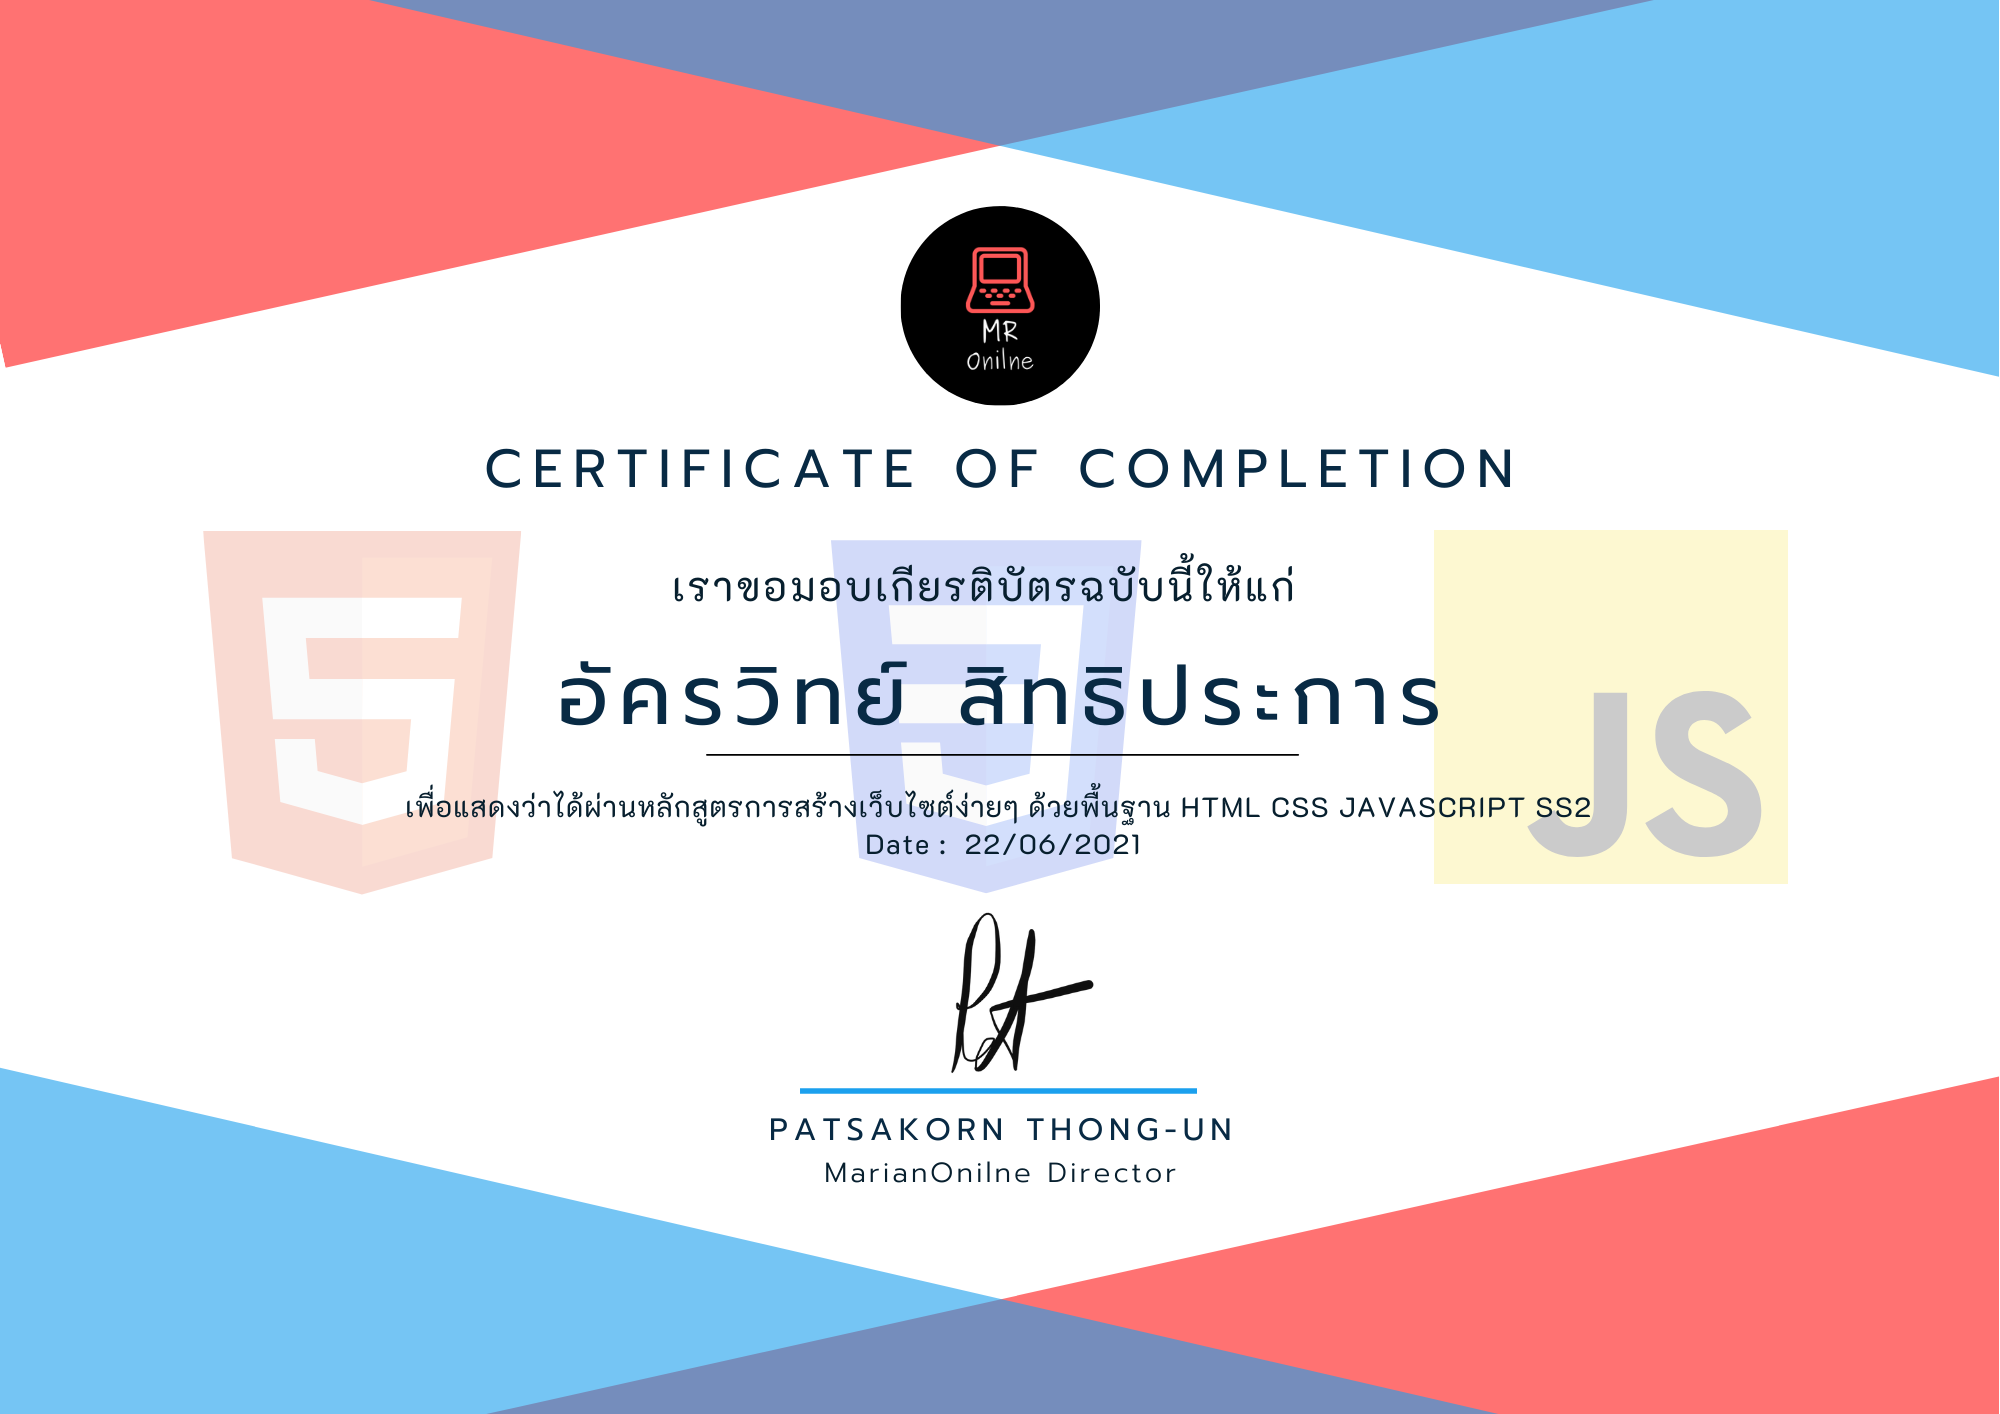 MR
Onilne
CERTIFICATE OF COMPLETION
เราขอมอบเกียรติบัตรฉบับนี้ให้แก่
อัครวิทย์ สิทธิประการ
เพื่อแสดงว่าได้ผ่านหลักสูตรการสร้างเว็บไซต์ง่ายๆ ด้วยพื้นฐาน HTML CSS JAVASCRIPT SS2
Date : 22/06/2021
JS
PATSAKORN THONG-UN
MarianOnilne Director